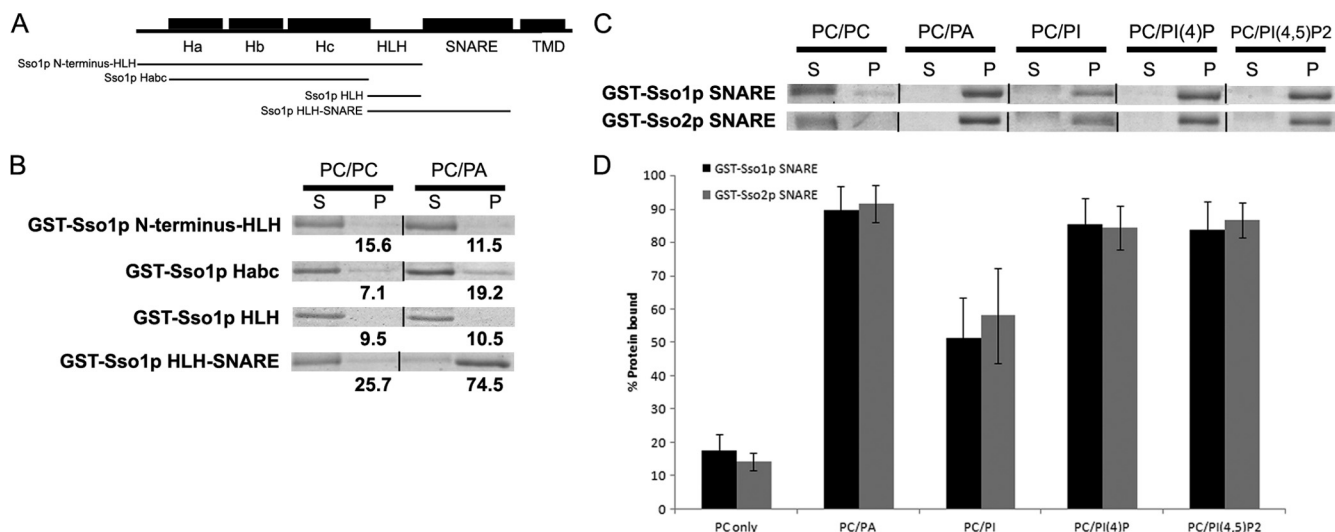 A
Ha Hb Hc HLH SNARE TMD
Sso1p N-terminus-HLH
Sso1p Habc
Sso1p HLH
Sso1p HLH-SNARE
B
PC/PC PC/PA
S P S P
GST-Sso1p N-terminus-HLH
15.6 11.5
GST-Sso1p Habc
7.1 19.2
GST-Sso1p HLH
9.5 10.5
GST-Sso1p HLH-SNARE
25.7 74.5
C
PC/PC PC/PA PC/PI PC/PI(4)P PC/PI(4,5)P2
S P S P S P S P S P
GST-Sso1p SNARE
GST-Sso2p SNARE
D
GST-Sso1p SNARE
GST-Sso2p SNARE
% Protein bound
100
90
80
70
60
50
40
30
20
10
0
PC only PC/PA PC/PI PC/PI(4)P PC/PI(4,5)P2